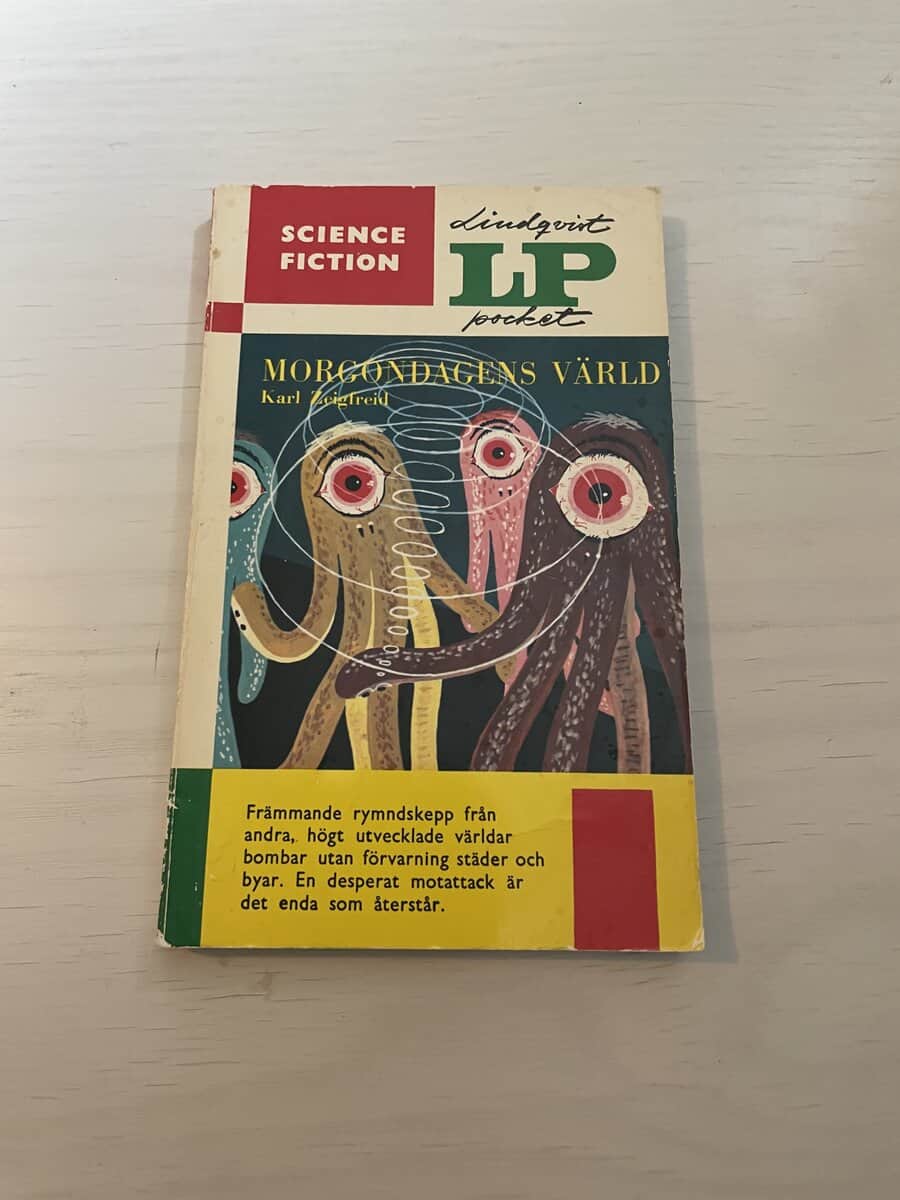 SCIENCE
FICTION
Lindqvist
LP
pocket
MORGONDAGENS VÄRLD
Karl Zeigfreid
Främmande rymndskepp från
andra, högt utvecklade världar
bombar utan förvarning städer och
byar. En desperat motattack är
det enda som återstår.